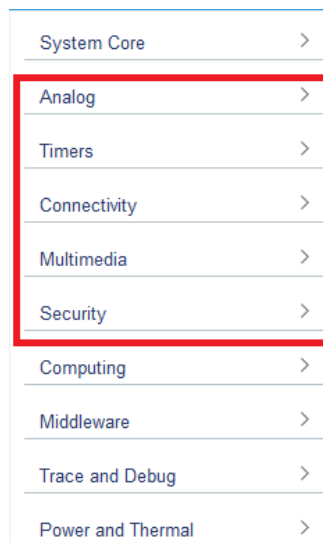 System Core
Analog
Timers
Connectivity
Multimedia
Security
Computing
Middleware
Trace and Debug
Power and Thermal